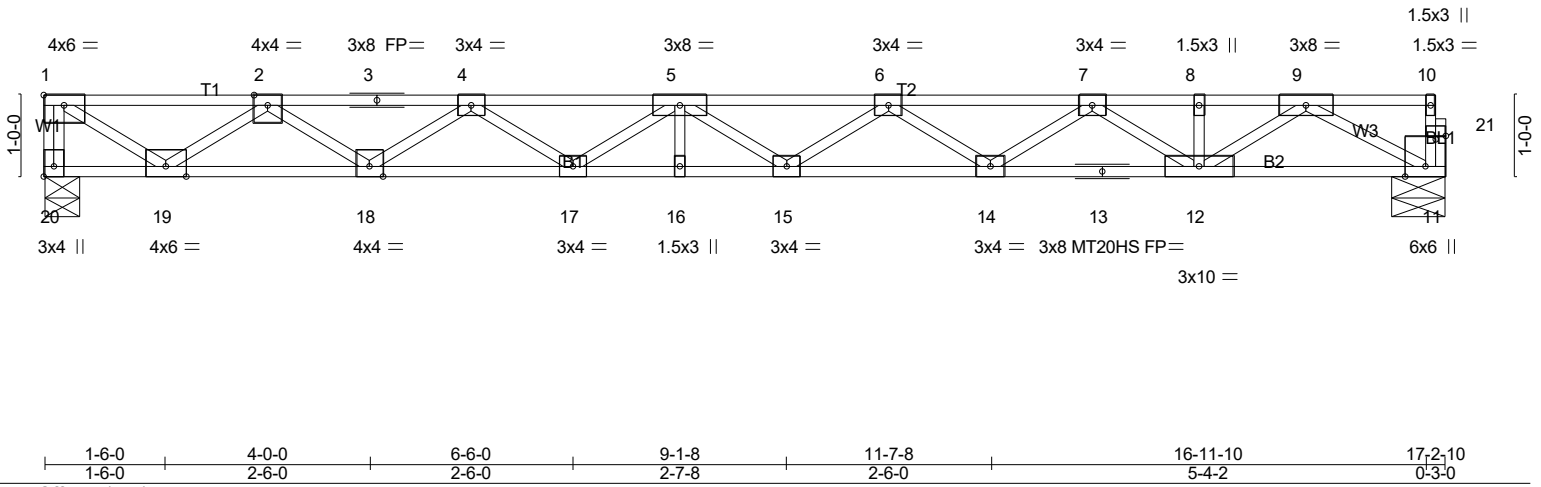 1.5x3 ||
4x6 = 4x4 = 3x8 FP= 3x4 = 3x8 = 3x4 = 3x4 = 1.5x3 || 3x8 = 1.5x3 =
1 2 3 4 5 6 7 8 9 10
T1 T2
1-0-0 W1 W3 BL1 21 1-0-0
B1 B2
20 19 18 17 16 15 14 13 12 11
3x4 || 4x6 = 4x4 = 3x4 = 1.5x3 || 3x4 = 3x4 = 3x8 MT20HS FP= 6x6 ||
3x10 =
1-6-0 4-0-0 6-6-0 9-1-8 11-7-8 16-11-10 17-2-10
1-6-0 2-6-0 2-6-0 2-7-8 2-6-0 5-4-2 0-3-0